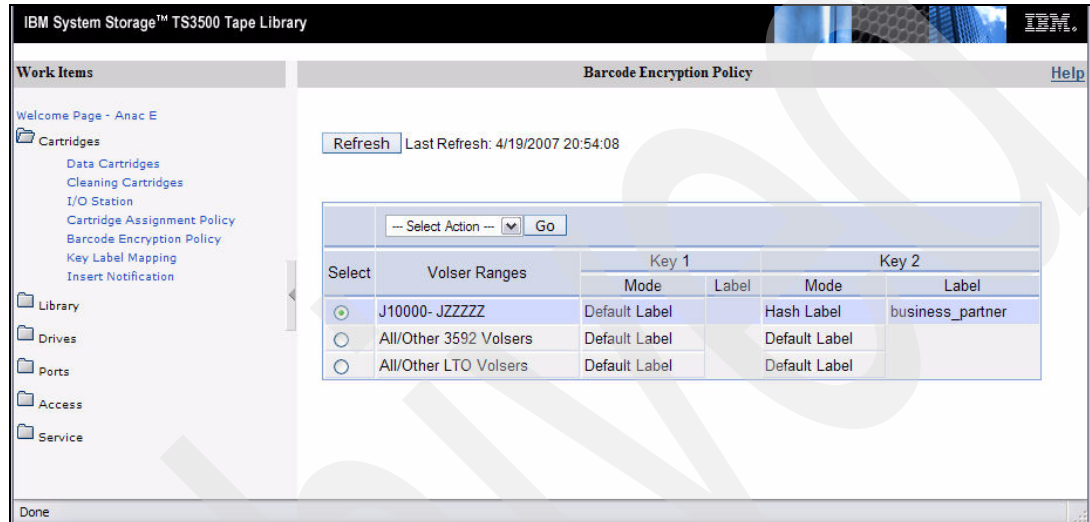 IBM System Storage™ TS3500 Tape Library
IBM.
Work Items
Barcode Encryption Policy
Help
Welcome Page - Anac E
Cartridges
Data Cartridges
Cleaning Cartridges
I/O Station
Cartridge Assignment Policy
Barcode Encryption Policy
Key Label Mapping
Insert Notification
Library
Drives
Ports
Access
Service
Refresh Last Refresh: 4/19/2007 20:54:08
--- Select Action --- Go
Select Volser Ranges Key 1 Key 2
Mode Label Mode Label
J10000- JZZZZZ Default Label Hash Label business_partner
All/Other 3592 Volsers Default Label Default Label
All/Other LTO Volsers Default Label Default Label
Done